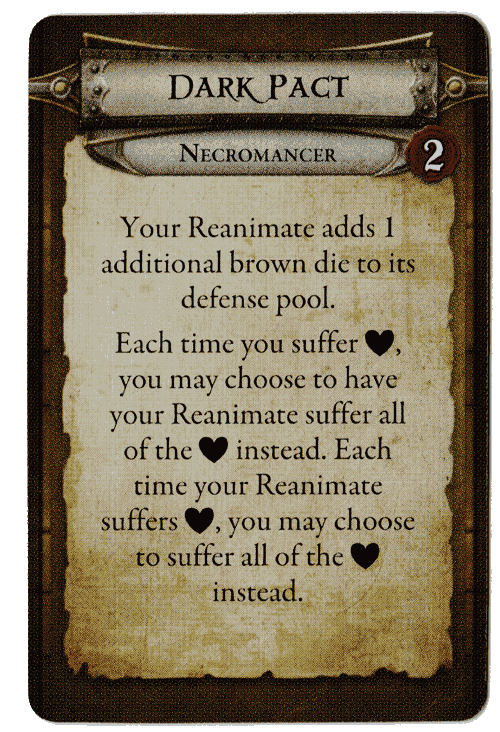 Dark Pact
Necromancer
2
Your Reanimate adds 1
additional brown die to its
defense pool.
Each time you suffer ♥,
you may choose to have
your Reanimate suffer all
of the ♥ instead. Each
time your Reanimate
suffers ♥, you may choose
to suffer all of the ♥
instead.